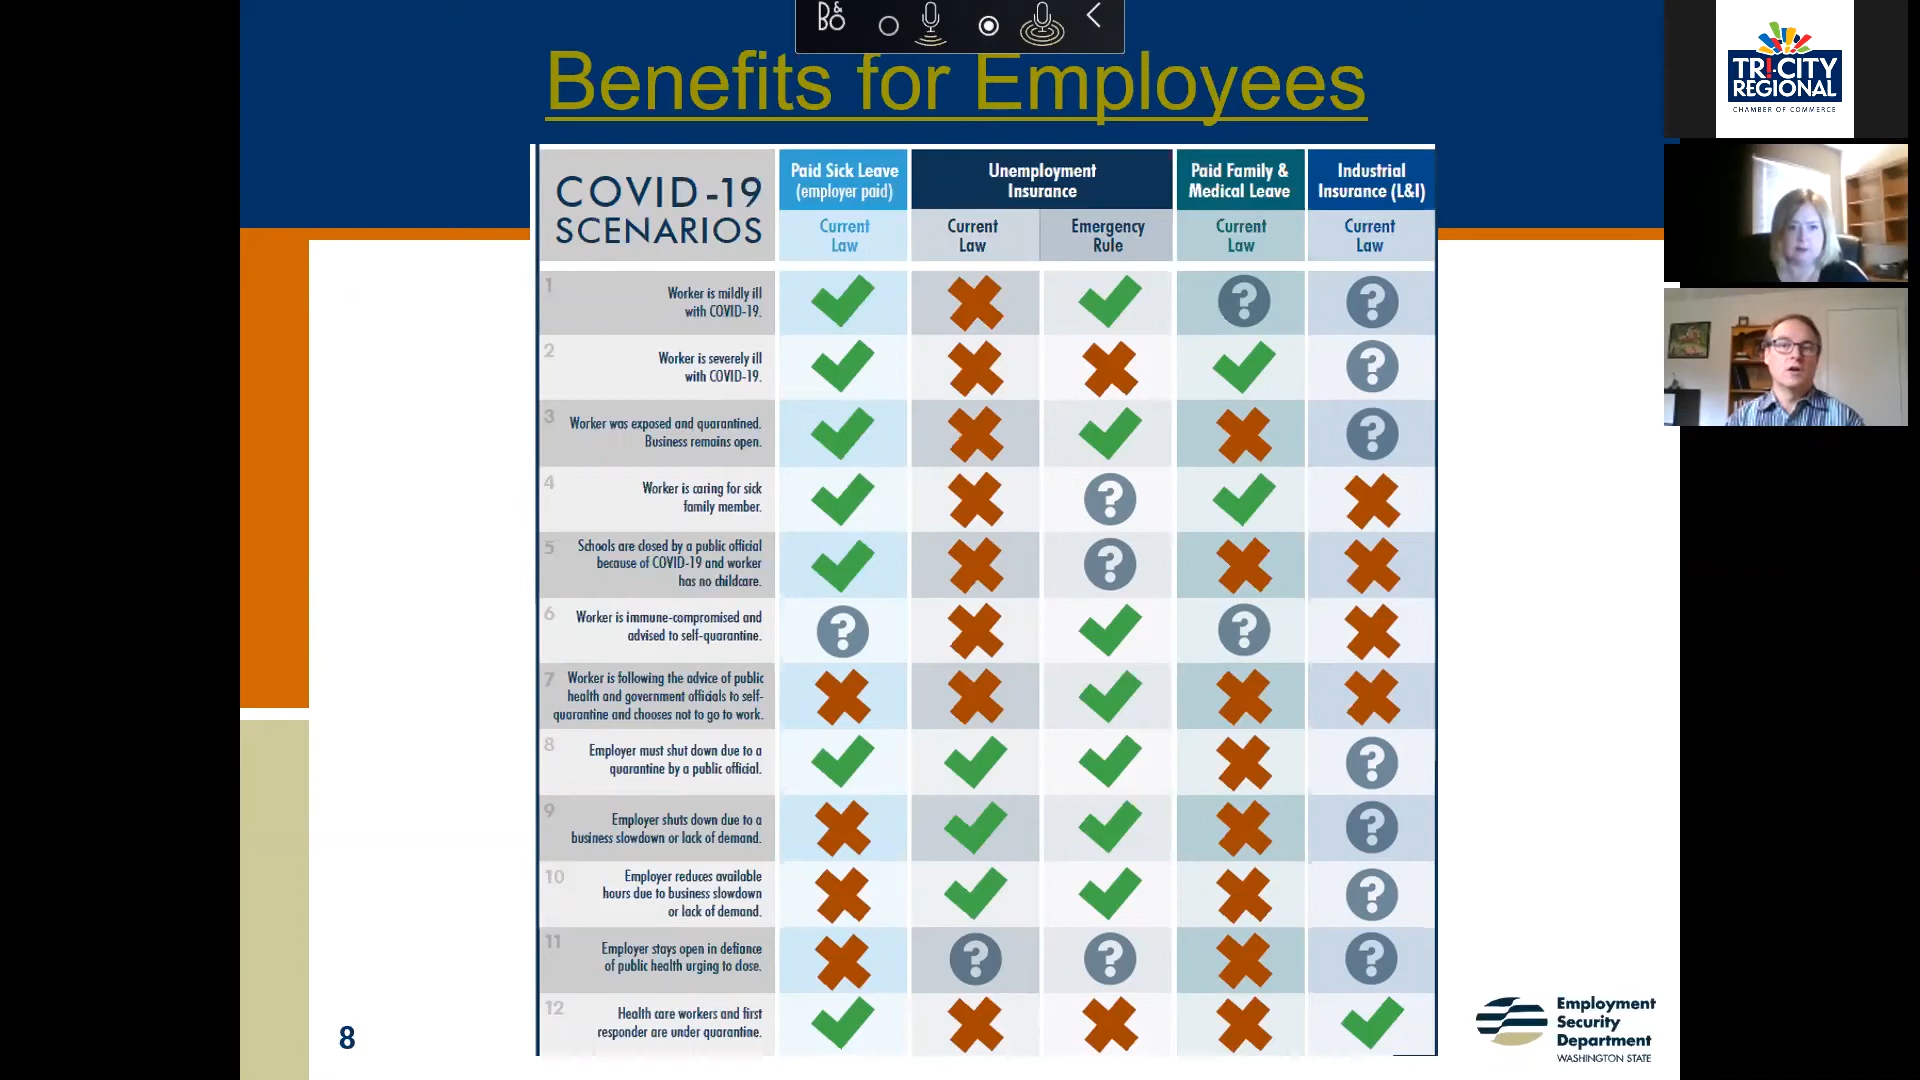 B&O
Benefits for Employees
TR!-CITY
REGIONAL
CHAMBER OF COMMERCE
COVID-19
SCENARIOS
Paid Sick Leave
(employer paid)
Unemployment
Insurance
Paid Family &
Medical Leave
Industrial
Insurance (L&I)
Current
Law
Current
Law
Emergency
Rule
Current
Law
Current
Law
1
Worker is mildly ill
with COVID-19.
2
Worker is severely ill
with COVID-19.
3
Worker was exposed and quarantined.
Business remains open.
4
Worker is caring for sick
family member.
5
Schools are closed by a public official
because of COVID-19 and worker
has no childcare.
6
Worker is immune-compromised and
advised to self-quarantine.
7
Worker is following the advice of public
health and government officials to self-
quarantine and chooses not to go to work.
8
Employer must shut down due to a
quarantine by a public official.
9
Employer shuts down due to a
business slowdown or lack of demand.
10
Employer reduces available
hours due to business slowdown
or lack of demand.
11
Employer stays open in defiance
of public health urging to close.
12
Health care workers and first
responder are under quarantine.
8
Employment
Security
Department
WASHINGTON STATE